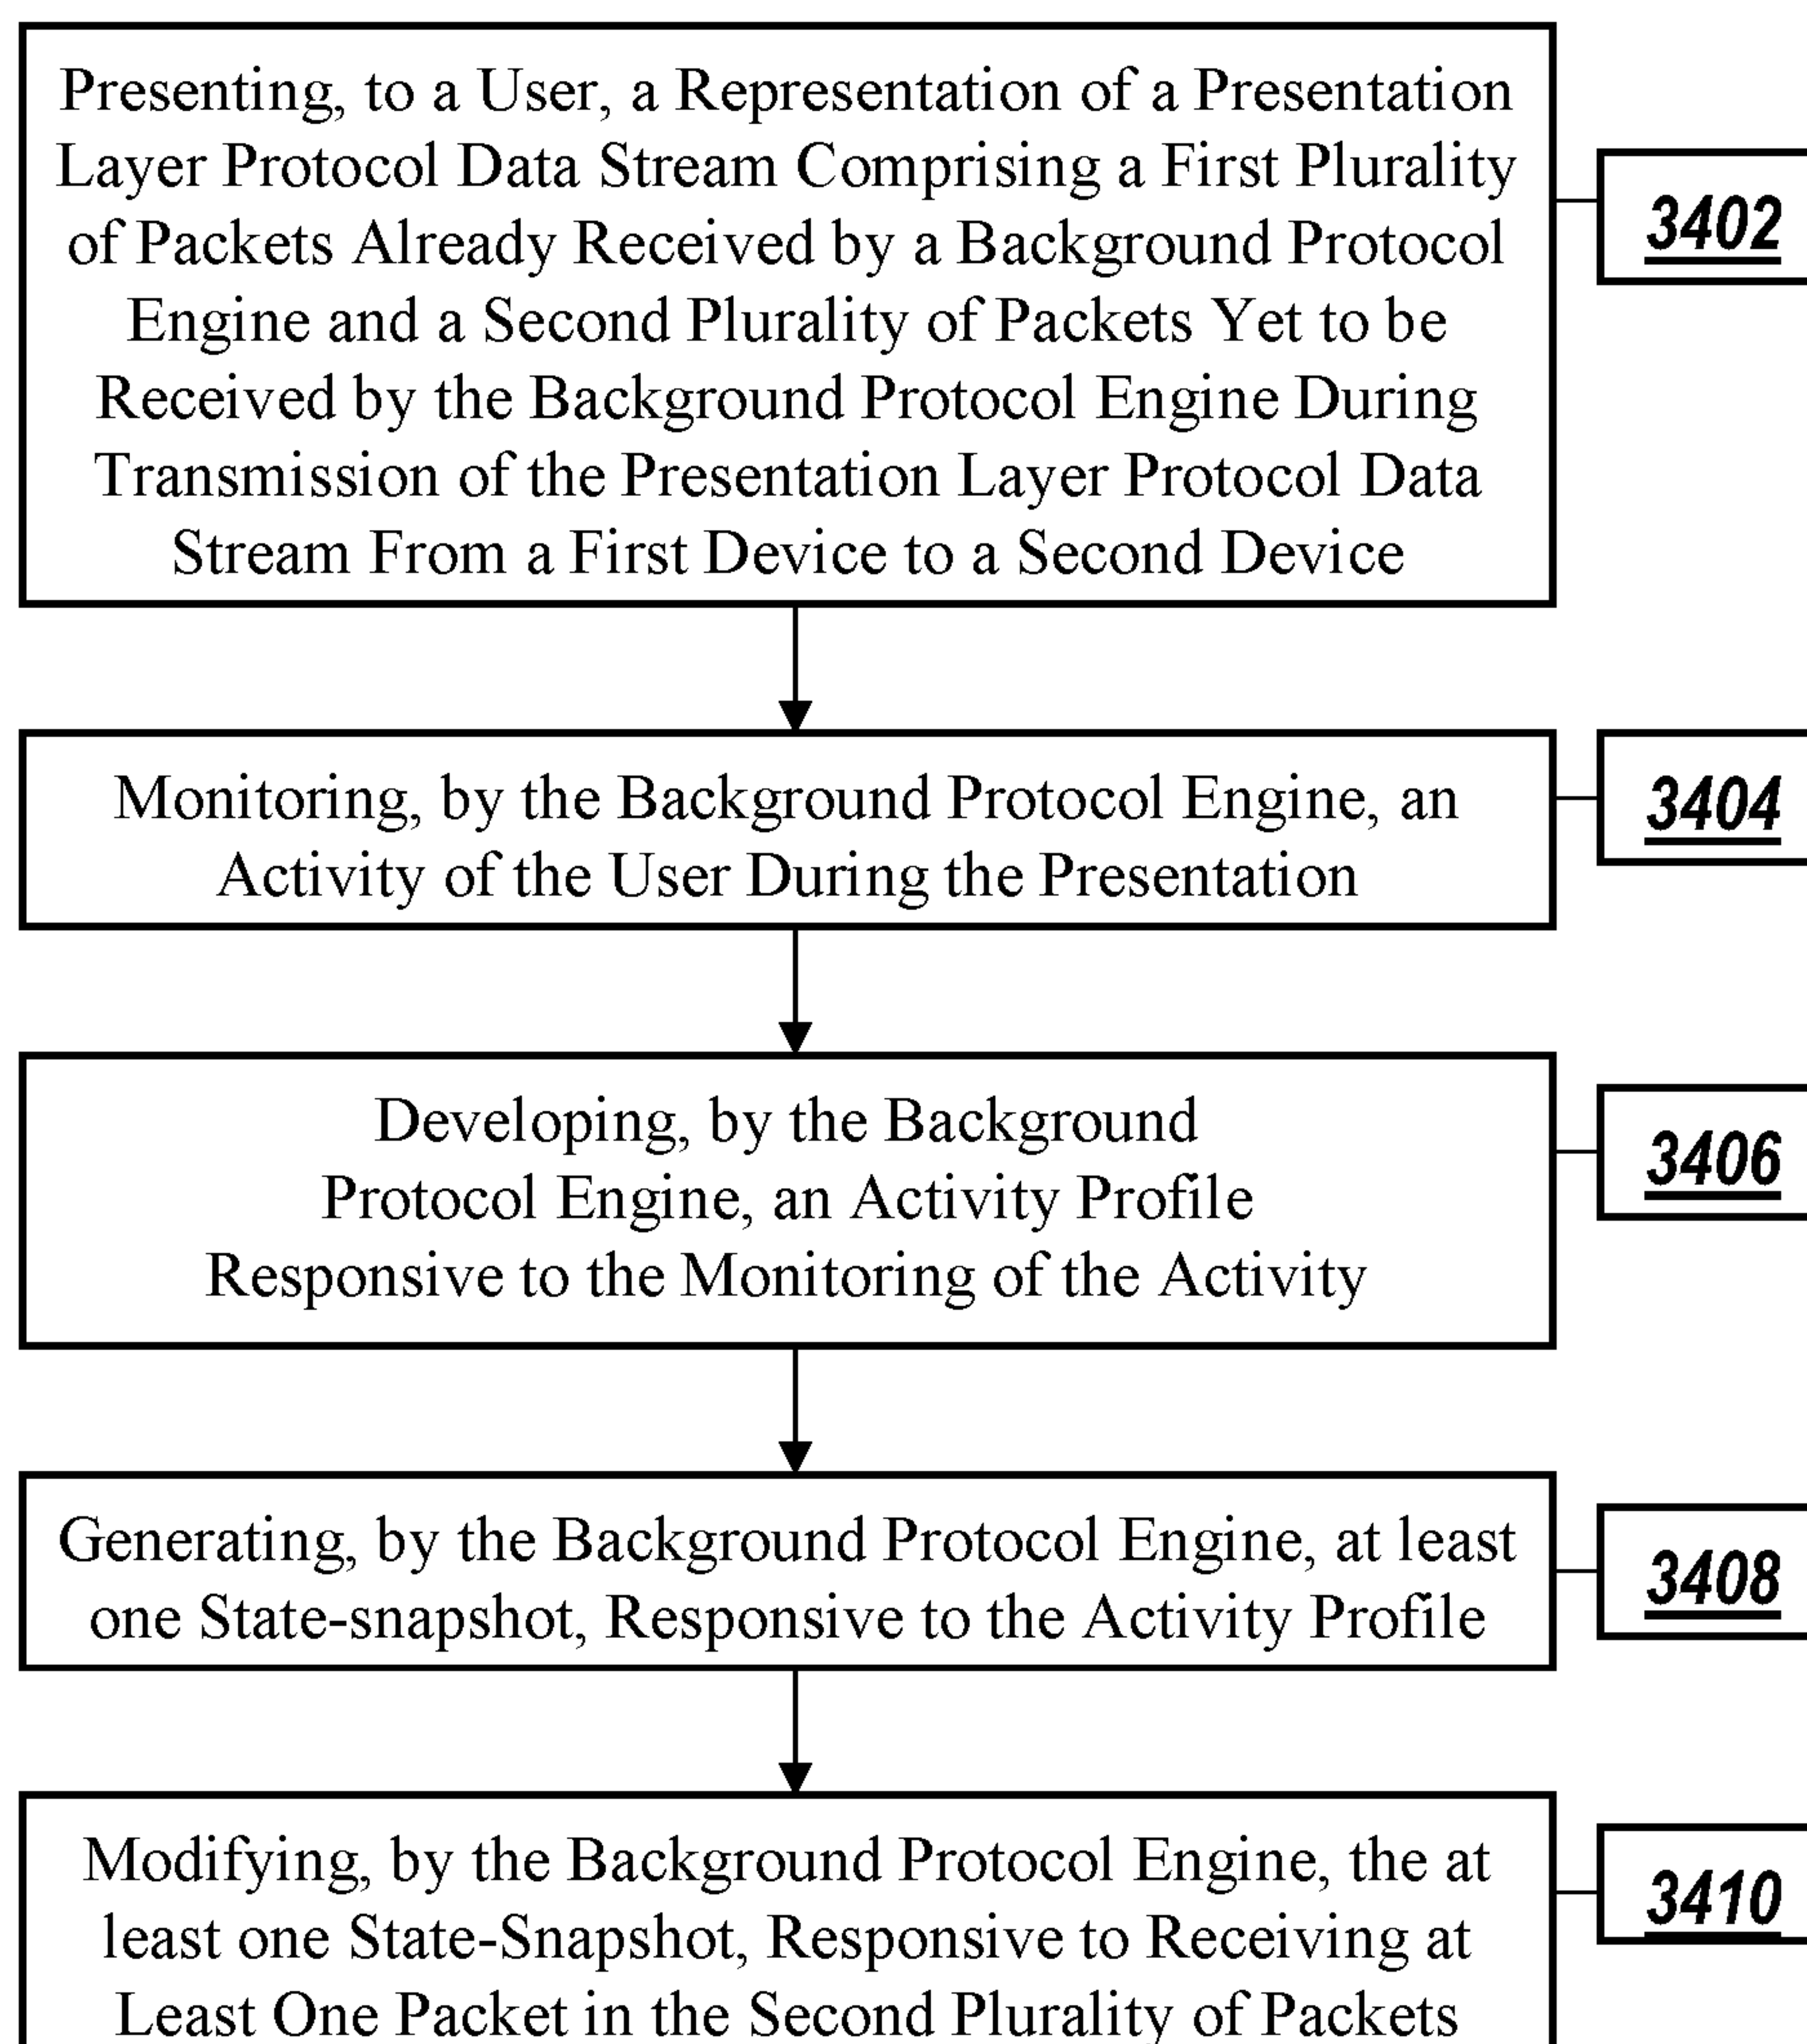 Presenting, to a User, a Representation of a Presentation
Layer Protocol Data Stream Comprising a First Plurality
of Packets Already Received by a Background Protocol
Engine and a Second Plurality of Packets Yet to be
Received by the Background Protocol Engine During
Transmission of the Presentation Layer Protocol Data
Stream From a First Device to a Second Device
3402
Monitoring, by the Background Protocol Engine, an
Activity of the User During the Presentation
3404
Developing, by the Background
Protocol Engine, an Activity Profile
Responsive to the Monitoring of the Activity
3406
Generating, by the Background Protocol Engine, at least
one State-snapshot, Responsive to the Activity Profile
3408
Modifying, by the Background Protocol Engine, the at
least one State-Snapshot, Responsive to Receiving at
Least One Packet in the Second Plurality of Packets
3410